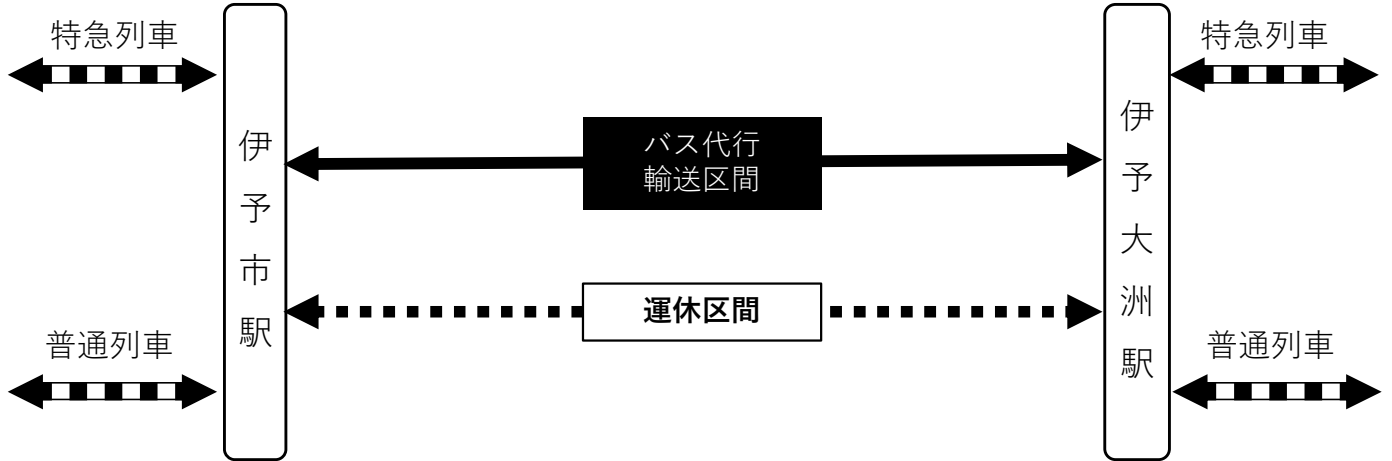 特急列車
特急列車
伊予市駅
バス代行
輸送区間
伊予大洲駅
運休区間
普通列車
普通列車